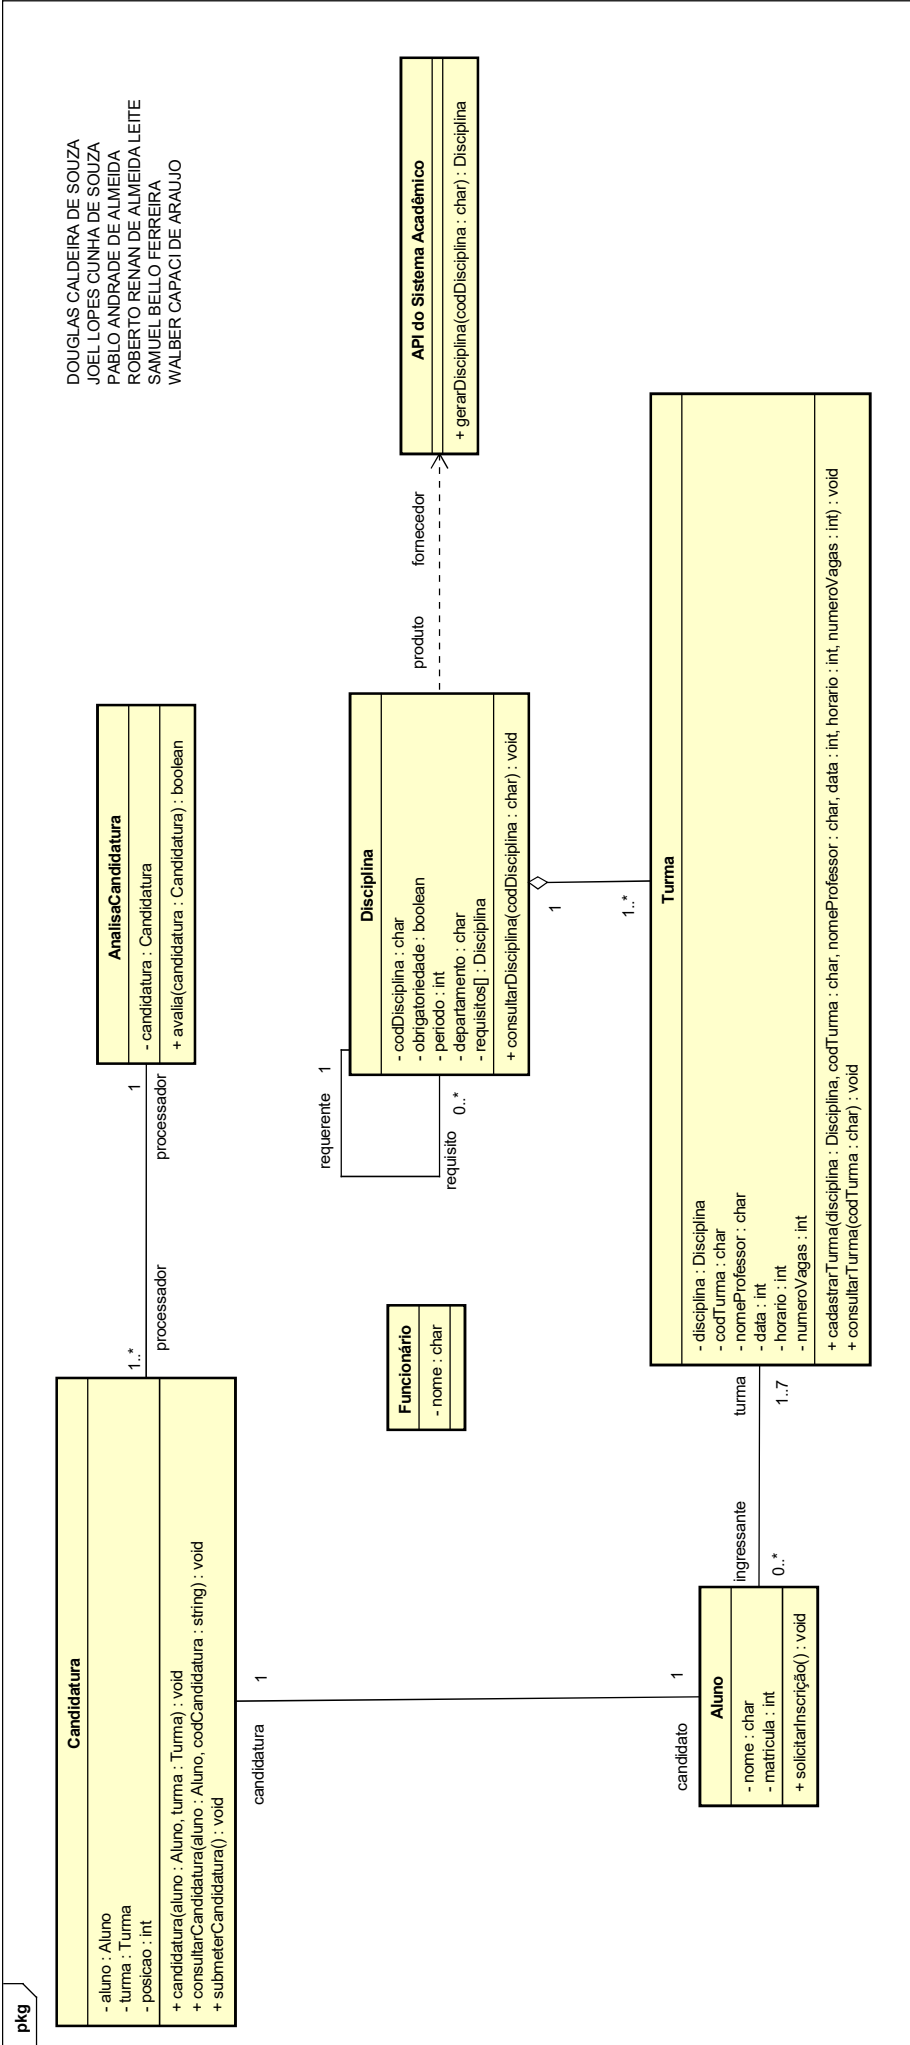 pkg
DOUGLAS CALDEIRA DE SOUZA
JOEL LOPES CUNHA DE SOUZA
PABLO ANDRADE DE ALMEIDA
ROBERTO RENAN DE ALMEIDA LEITE
SAMUEL BELLO FERREIRA
WALBER CAPACI DE ARAUJO
Candidatura
- aluno : Aluno
- turma : Turma
- posicao : int
+ candidatura(aluno : Aluno, turma : Turma) : void
+ consultarCandidatura(aluno : Aluno, codCandidatura : string) : void
+ submeterCandidatura() : void
1..*
processador
1
processador
AnalisaCandidatura
- candidatura : Candidatura
+ avalia(candidatura : Candidatura) : boolean
candidatura
1
candidato
1
Funcionário
- nome : char
requerente
1
requisito
0..*
Disciplina
- codDisciplina : char
- obrigatoriedade : boolean
- periodo : int
- departamento : char
- requisitos[] : Disciplina
+ consultarDisciplina(codDisciplina : char) : void
produto
fornecedor
API do Sistema Acadêmico
+ gerarDisciplina(codDisciplina : char) : Disciplina
1
1..*
Aluno
- nome : char
- matricula : int
+ solicitarInscrição() : void
ingressante
0..*
turma
1..7
Turma
- disciplina : Disciplina
- codTurma : char
- nomeProfessor : char
- data : int
- horario : int
- numeroVagas : int
+ cadastrarTurma(disciplina : Disciplina, codTurma : char, nomeProfessor : char, data : int, horario : int, numeroVagas : int) : void
+ consultarTurma(codTurma : char) : void